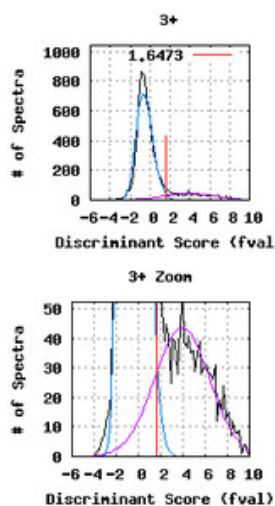 3+
1000
1.6473
800
600
400
200
0
# of Spectra
-6 -4 -2 0 2 4 6 8 10
Discriminant Score (fval
3+ Zoom
50
40
30
20
10
0
# of Spectra
-6 -4 -2 0 2 4 6 8 10
Discriminant Score (fval)